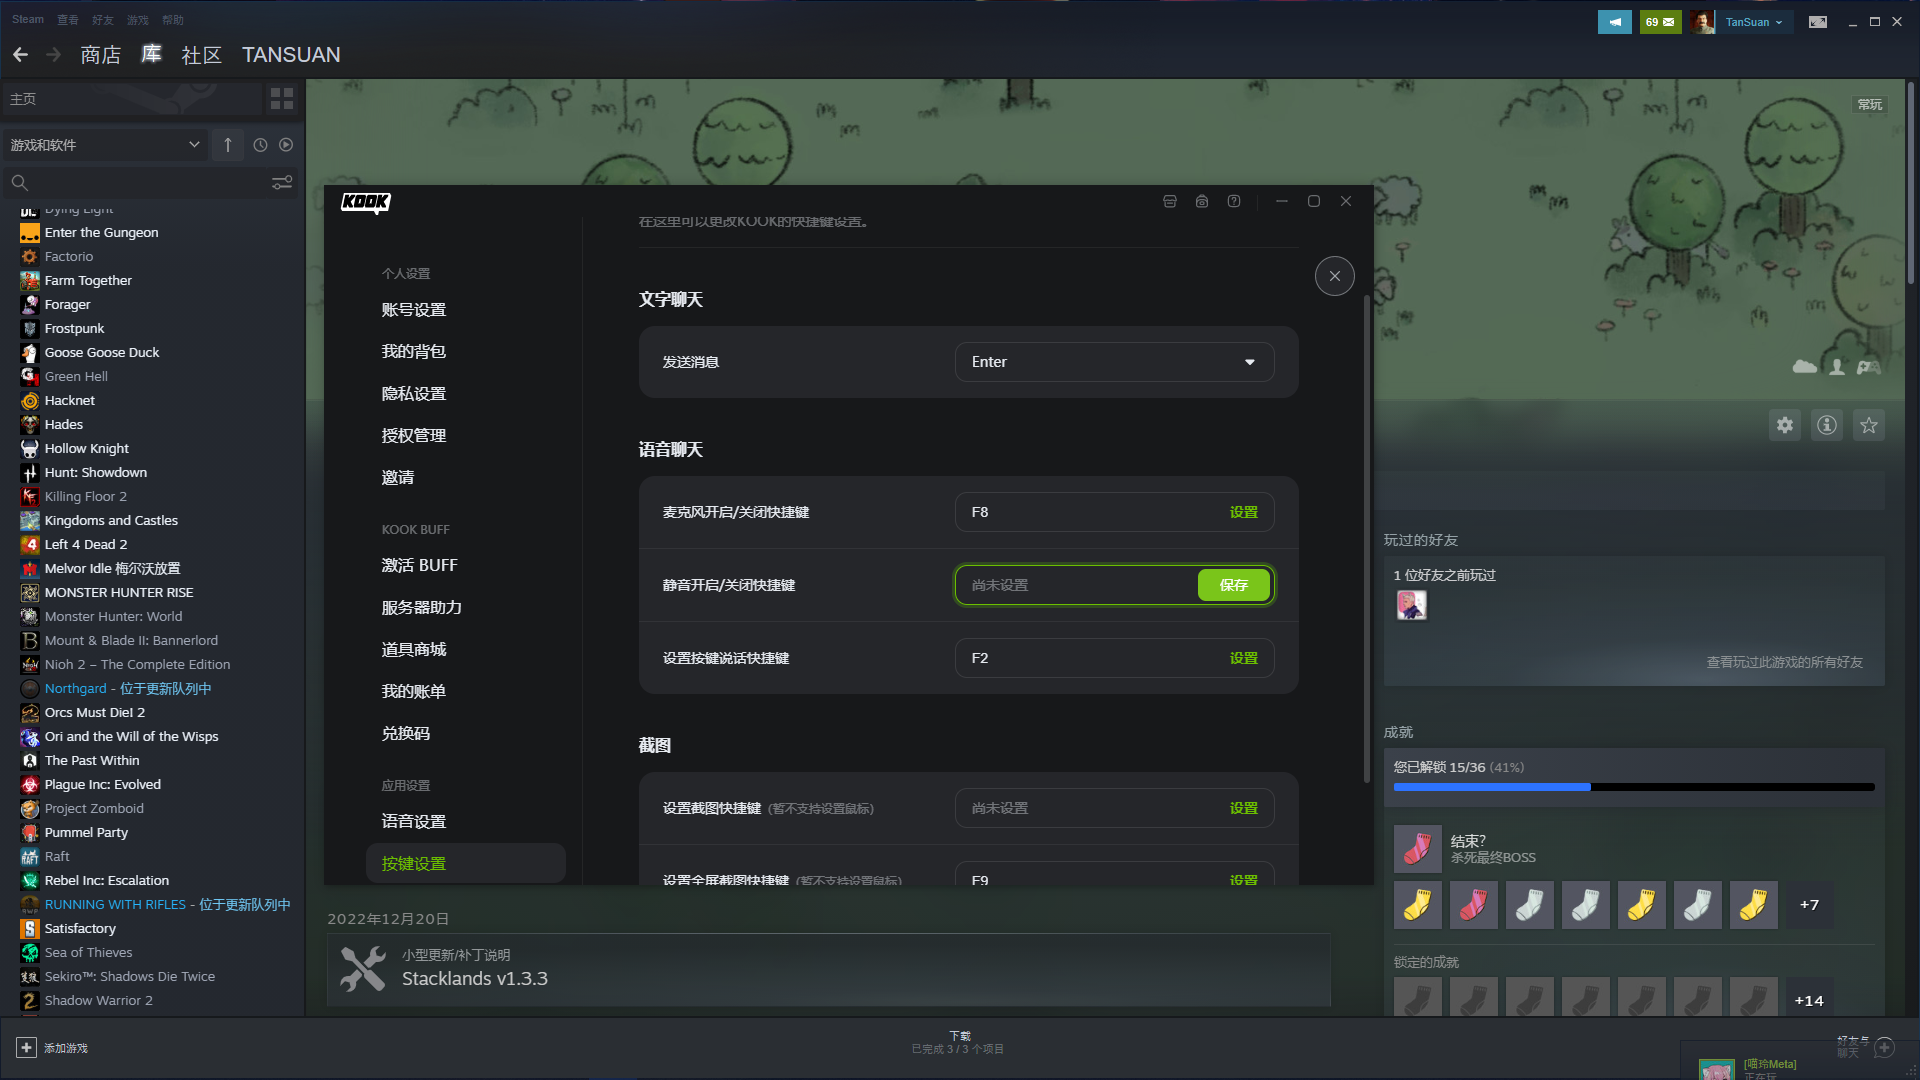 Steam 查看 好友 游戏 帮助
69
TanSuan
商店 库 社区 TANSUAN
主页
常玩
游戏和软件
Dying Light
Enter the Gungeon
Factorio
Farm Together
Forager
Frostpunk
Goose Goose Duck
Green Hell
Hacknet
Hades
Hollow Knight
Hunt: Showdown
Killing Floor 2
Kingdoms and Castles
Left 4 Dead 2
Melvor Idle 梅尔沃放置
MONSTER HUNTER RISE
Monster Hunter: World
Mount & Blade II: Bannerlord
Nioh 2 – The Complete Edition
Northgard - 位于更新队列中
Orcs Must Die! 2
Ori and the Will of the Wisps
The Past Within
Plague Inc: Evolved
Project Zomboid
Pummel Party
Raft
Rebel Inc: Escalation
RUNNING WITH RIFLES - 位于更新队列中
Satisfactory
Sea of Thieves
Sekiro™: Shadows Die Twice
Shadow Warrior 2
KOOK
个人设置
账号设置
我的背包
隐私设置
授权管理
邀请
KOOK BUFF
激活 BUFF
服务器助力
道具商城
我的账单
兑换码
应用设置
语音设置
按键设置
在这里可以更改KOOK的快捷键设置。
文字聊天
发送消息 Enter
语音聊天
麦克风开启/关闭快捷键 F8 设置
静音开启/关闭快捷键 尚未设置 保存
设置按键说话快捷键 F2 设置
截图
设置截图快捷键 (暂不支持设置鼠标) 尚未设置 设置
设置全屏截图快捷键 (暂不支持设置鼠标) F9 设置
2022年12月20日
小型更新/补丁说明
Stacklands v1.3.3
玩过的好友
1 位好友之前玩过
查看玩过此游戏的所有好友
成就
您已解锁 15/36 (41%)
结束?
杀死最终BOSS
+7
锁定的成就
+14
添加游戏
下载
已完成 3 / 3 个项目
好友与
聊天
[喵玲Meta]
正在玩